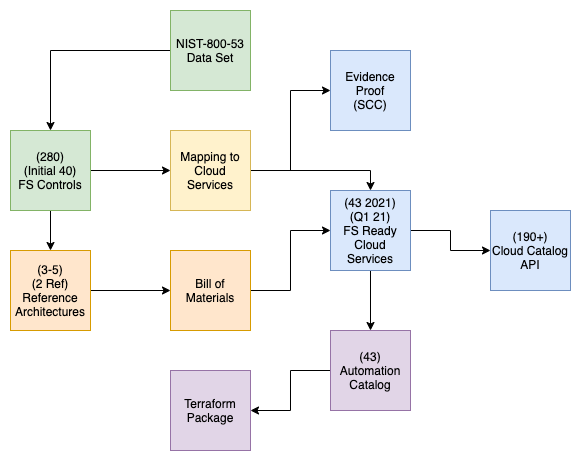 NIST-800-53
Data Set
Evidence
Proof
(SCC)
(280)
(Initial 40)
FS Controls
Mapping to
Cloud
Services
(43 2021)
(Q1 21)
FS Ready
Cloud
Services
(190+)
Cloud Catalog
API
(3-5)
(2 Ref)
Reference
Architectures
Bill of
Materials
(43)
Automation
Catalog
Terraform
Package